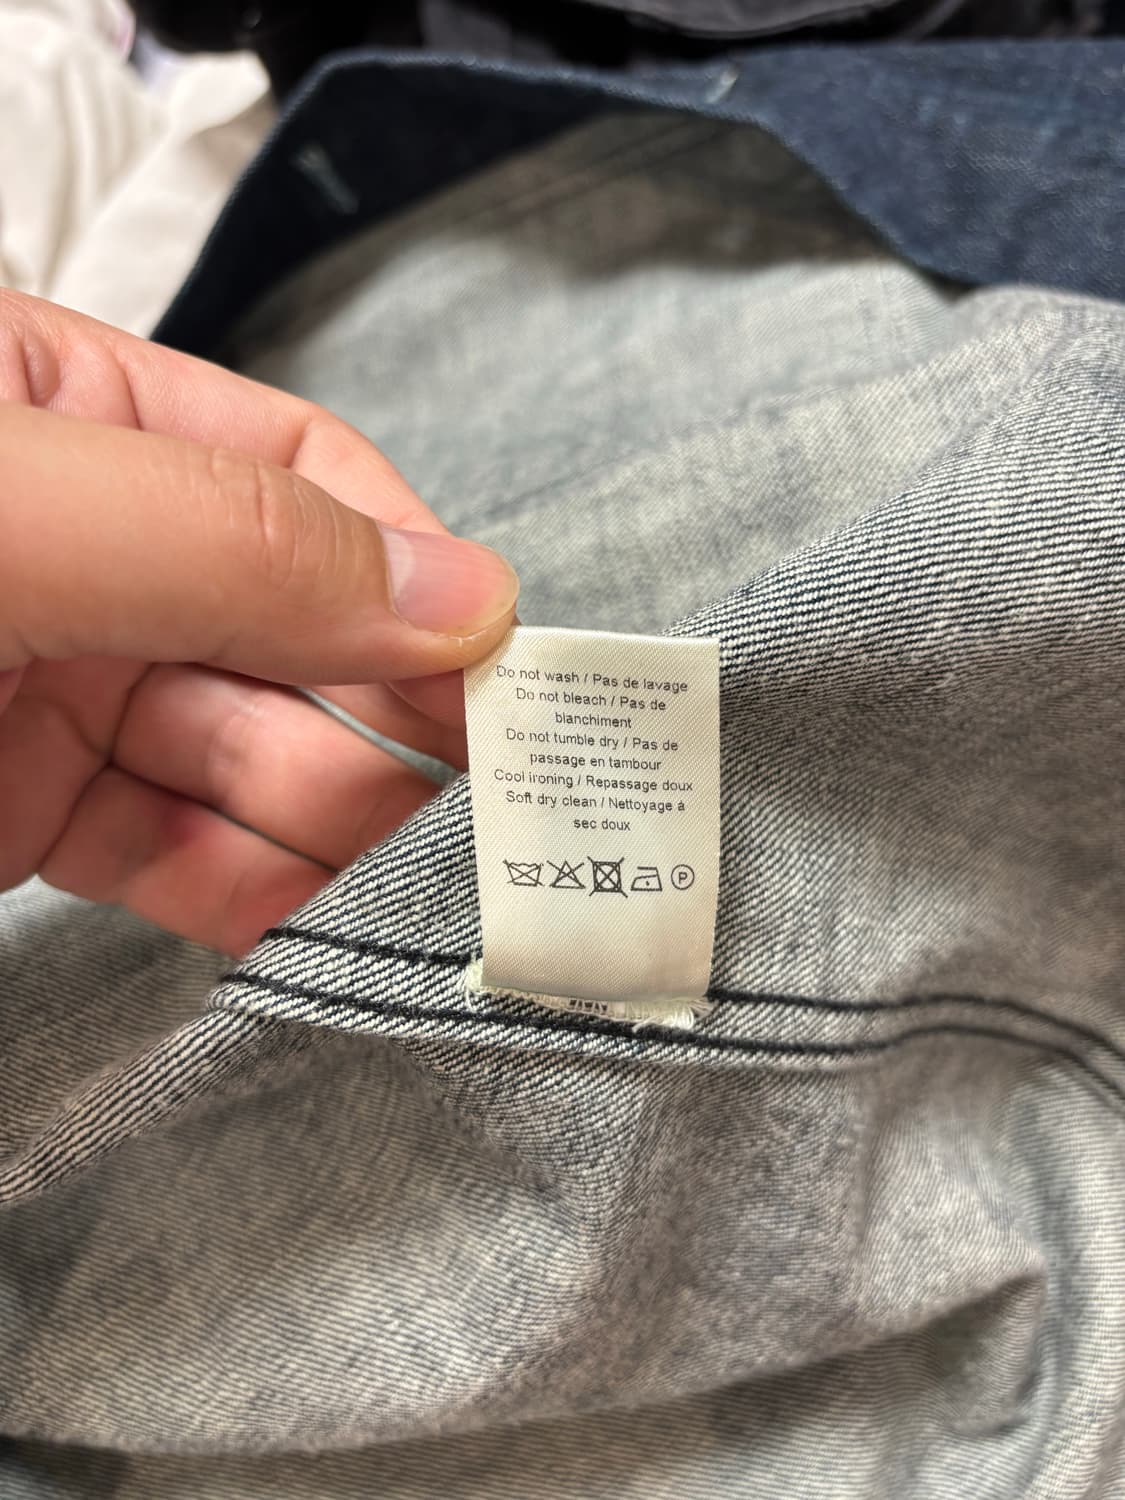 Do not wash / Pas de lavage
Do not bleach / Pas de
blanchiment
Do not tumble dry / Pas de
passage en tambour
Cool ironing / Repassage doux
Soft dry clean / Nettoyage à
sec doux
P